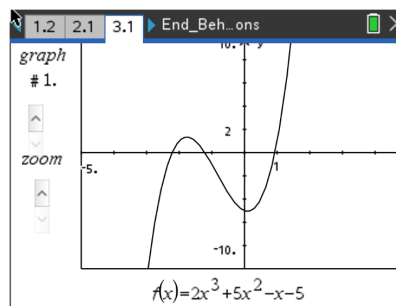 1.2 2.1 3.1 End_Beh…ons
graph
# 1.
zoom
10. y
2
-5.
1
-10.
f(x)=2x³+5x²-x-5